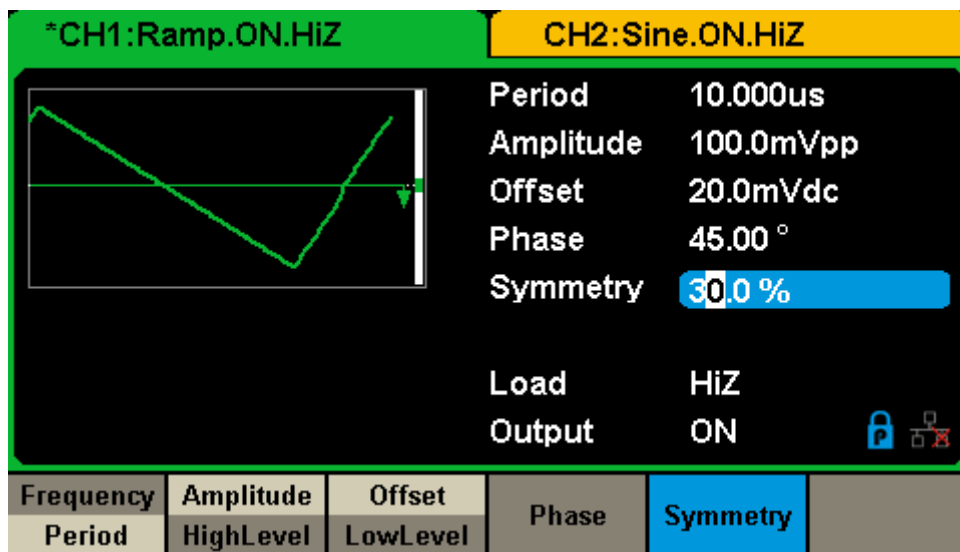 *CH1:Ramp.ON.HiZ
CH2:Sine.ON.HiZ
Period 10.000us
Amplitude 100.0mVpp
Offset 20.0mVdc
Phase 45.00 °
Symmetry 30.0 %
Load HiZ
Output ON
P
Frequency Amplitude Offset Phase Symmetry
Period HighLevel LowLevel